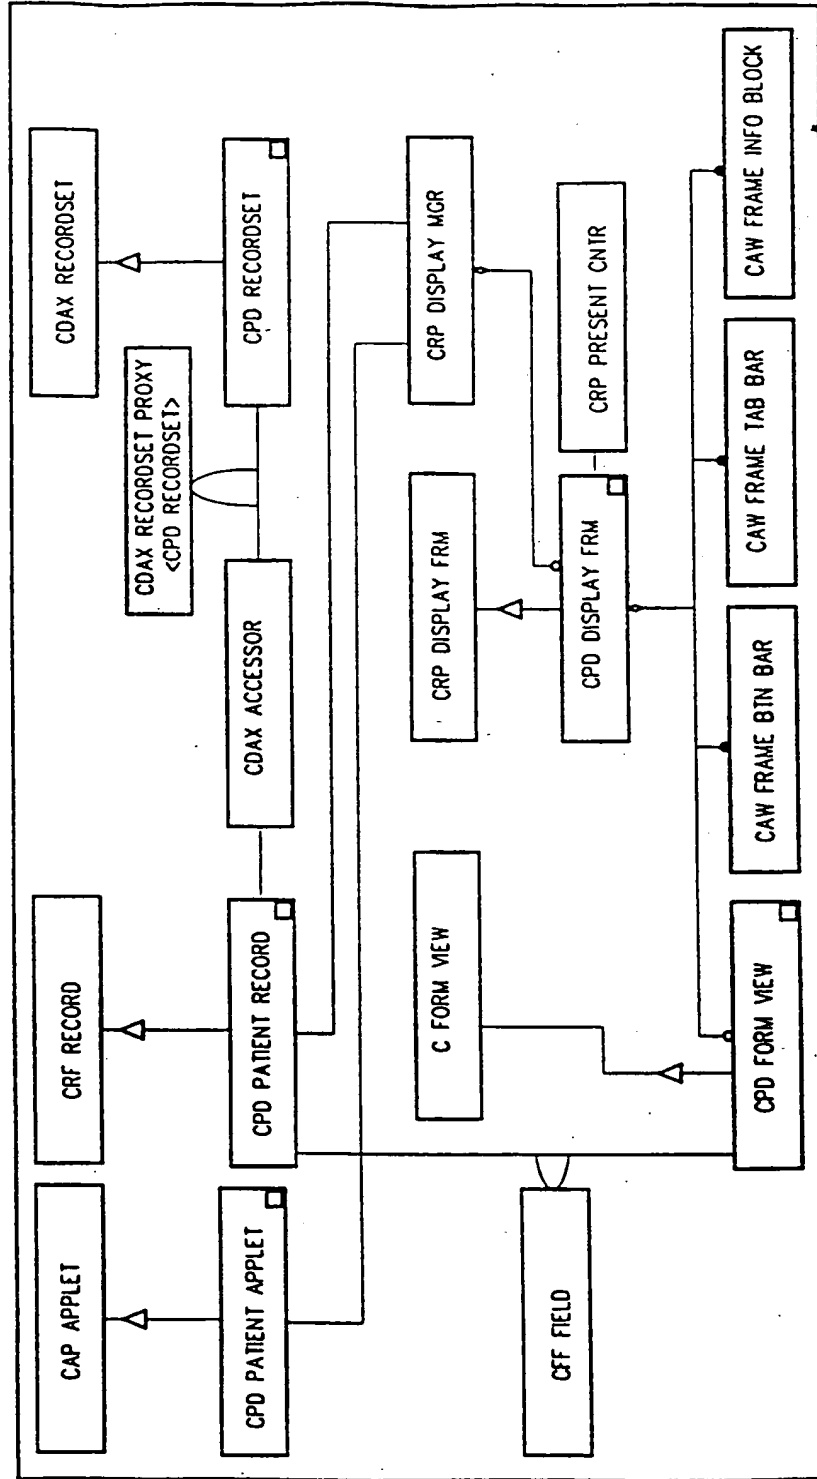 CAP APPLET
CRF RECORD
CDAX RECORDSET
CDAX RECORDSET PROXY
<CPD RECORDSET>
CPD PATIENT APPLET
CPD PATIENT RECORD
CDAX ACCESSOR
CPD RECORDSET
C FORM VIEW
CRP DISPLAY FRM
CRP DISPLAY MGR
CFF FIELD
CPD DISPLAY FRM
CRP PRESENT CNTR
CPD FORM VIEW
CAW FRAME BTN BAR
CAW FRAME TAB BAR
CAW FRAME INFO BLOCK